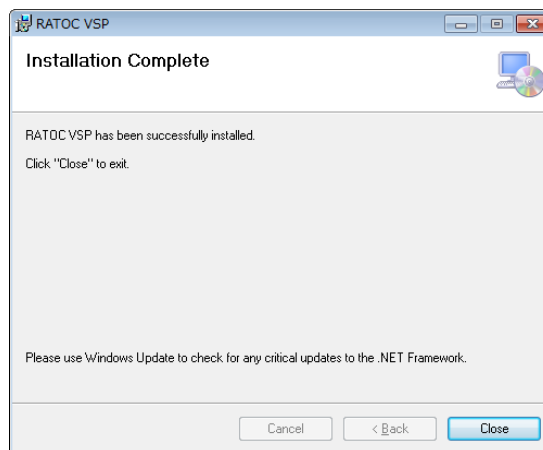 RATOC VSP
Installation Complete
RATOC VSP has been successfully installed.
Click "Close" to exit.
Please use Windows Update to check for any critical updates to the .NET Framework.
Cancel
< Back
Close